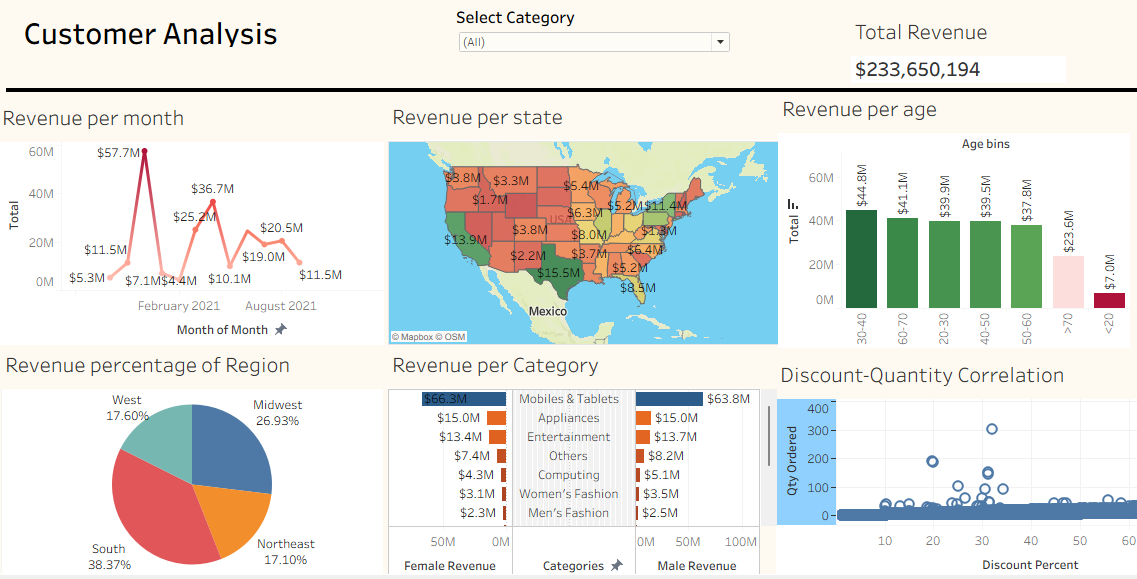 Customer Analysis
Select Category
(All)
Total Revenue
$233,650,194
Revenue per month
60M
40M
20M
0M
Total
$57.7M
$36.7M
$25.2M
$20.5M
$11.5M
$19.0M
$5.3M
$7.1M
$4.4M
$10.1M
$11.5M
February 2021
August 2021
Month of Month
Revenue per state
$3.8M
$3.3M
$5.4M
$1.7M
$5.2M
$11.4M
$6.3M
USA
$13.9M
$3.8M
$8.0M
$1.3M
$2.2M
$3.7M
$6.4M
$15.5M
$5.2M
$8.5M
Mexico
© Mapbox © OSM
Revenue per age
Age bins
60M
40M
20M
0M
Total
$44.8M
$41.1M
$39.9M
$39.5M
$37.8M
$23.6M
$7.0M
30-40
60-70
20-30
40-50
50-60
>70
<20
Revenue percentage of Region
West
17.60%
Midwest
26.93%
South
38.37%
Northeast
17.10%
Revenue per Category
$66.3M Mobiles & Tablets $63.8M
$15.0M Appliances $15.0M
$13.4M Entertainment $13.7M
$7.4M Others $8.2M
$4.3M Computing $5.1M
$3.1M Women's Fashion $3.5M
$2.3M Men's Fashion $2.5M
50M 0M 0M 50M 100M
Female Revenue Categories Male Revenue
Discount-Quantity Correlation
Qty Ordered
400
300
200
100
0
10 20 30 40 50 60
Discount Percent